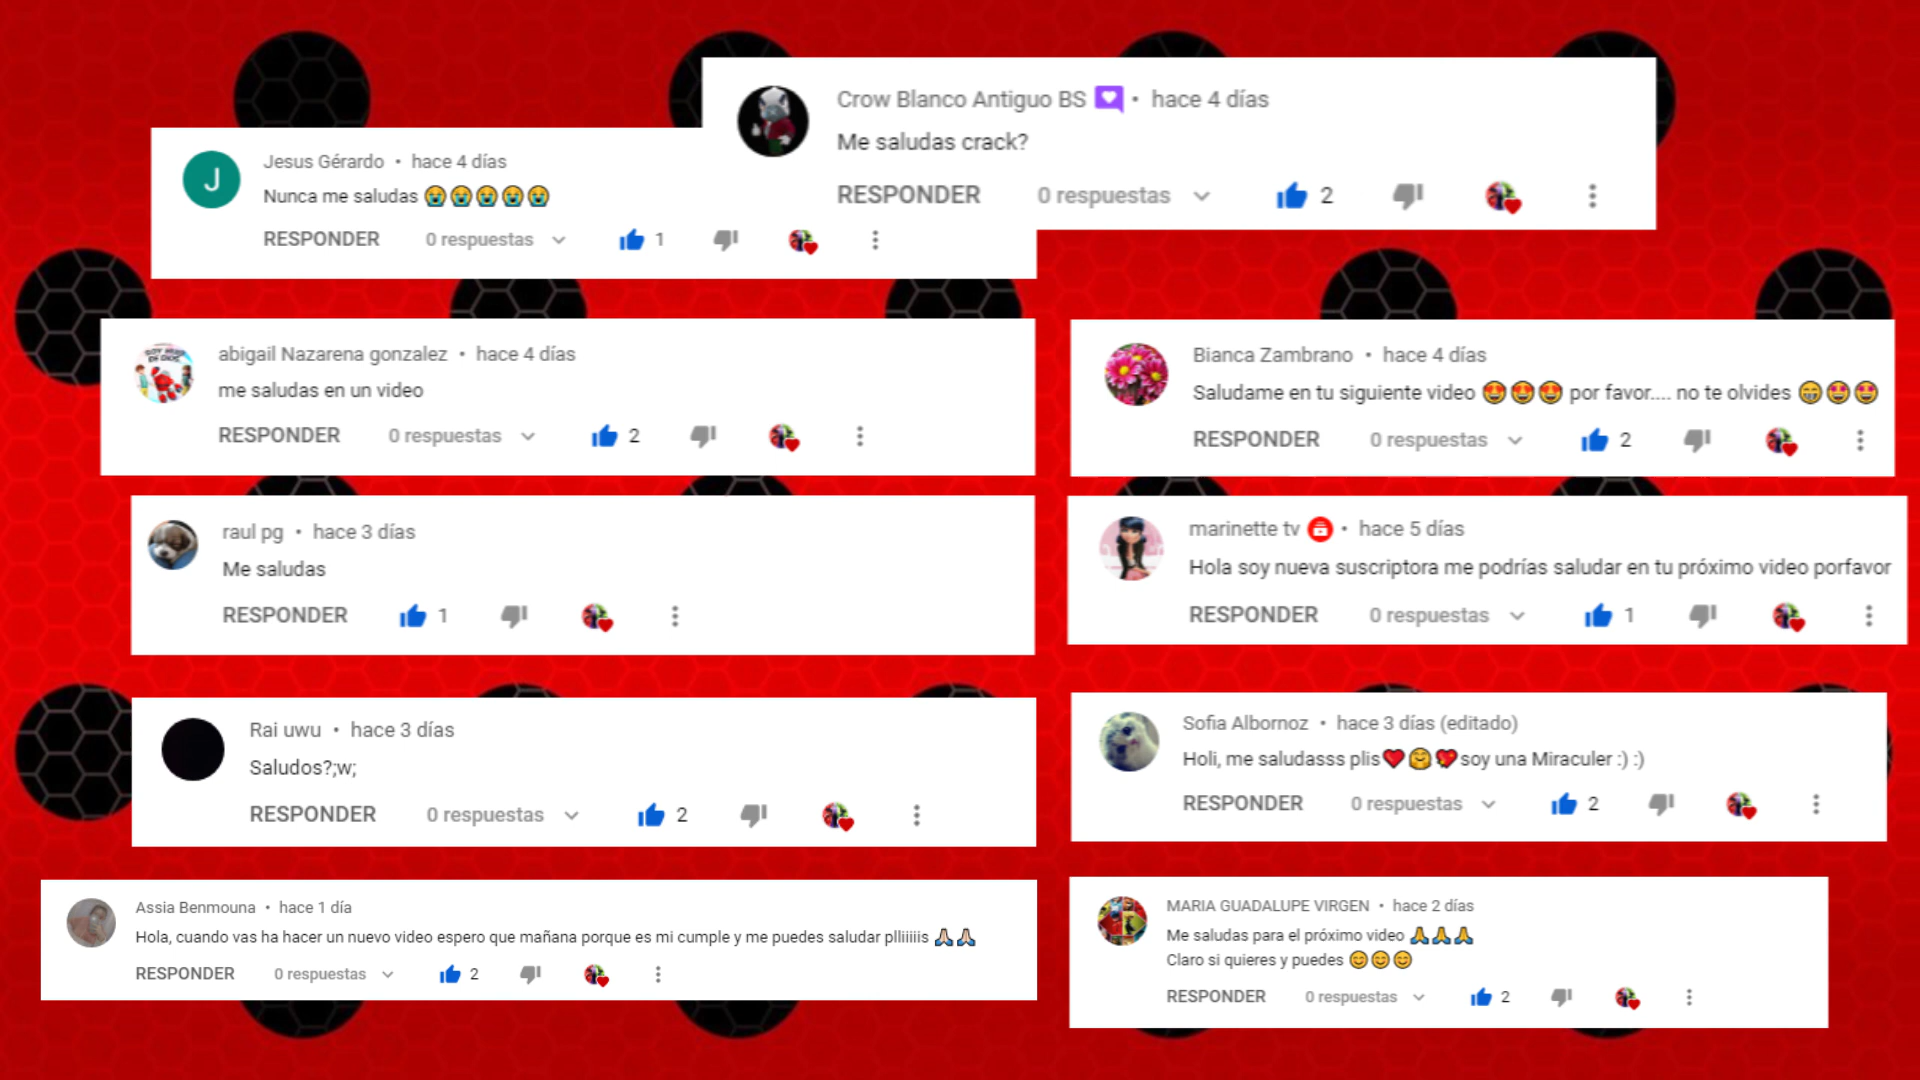 Crow Blanco Antiguo BS • hace 4 días
Me saludas crack?
RESPONDER 0 respuestas 2
J
Jesus Gérardo • hace 4 días
Nunca me saludas 😭😭😭😭😭
RESPONDER 0 respuestas 1
abigail Nazarena gonzalez • hace 4 días
me saludas en un video
RESPONDER 0 respuestas 2
Bianca Zambrano • hace 4 días
Saludame en tu siguiente video 😍😍😍 por favor.... no te olvides 😁🤩🤩
RESPONDER 0 respuestas 2
raul pg • hace 3 días
Me saludas
RESPONDER 1
marinette tv • hace 5 días
Hola soy nueva suscriptora me podrías saludar en tu próximo video porfavor
RESPONDER 0 respuestas 1
Rai uwu • hace 3 días
Saludos?;w;
RESPONDER 0 respuestas 2
Sofia Albornoz • hace 3 días (editado)
Holi, me saludasss plis❤️🤗💖soy una Miraculer :) :)
RESPONDER 0 respuestas 2
Assia Benmouna • hace 1 día
Hola, cuando vas ha hacer un nuevo video espero que mañana porque es mi cumple y me puedes saludar plliiiiis 🙏🏻🙏🏻
RESPONDER 0 respuestas 2
MARIA GUADALUPE VIRGEN • hace 2 días
Me saludas para el próximo video 🙏🙏🙏
Claro si quieres y puedes 😊😊😊
RESPONDER 0 respuestas 2